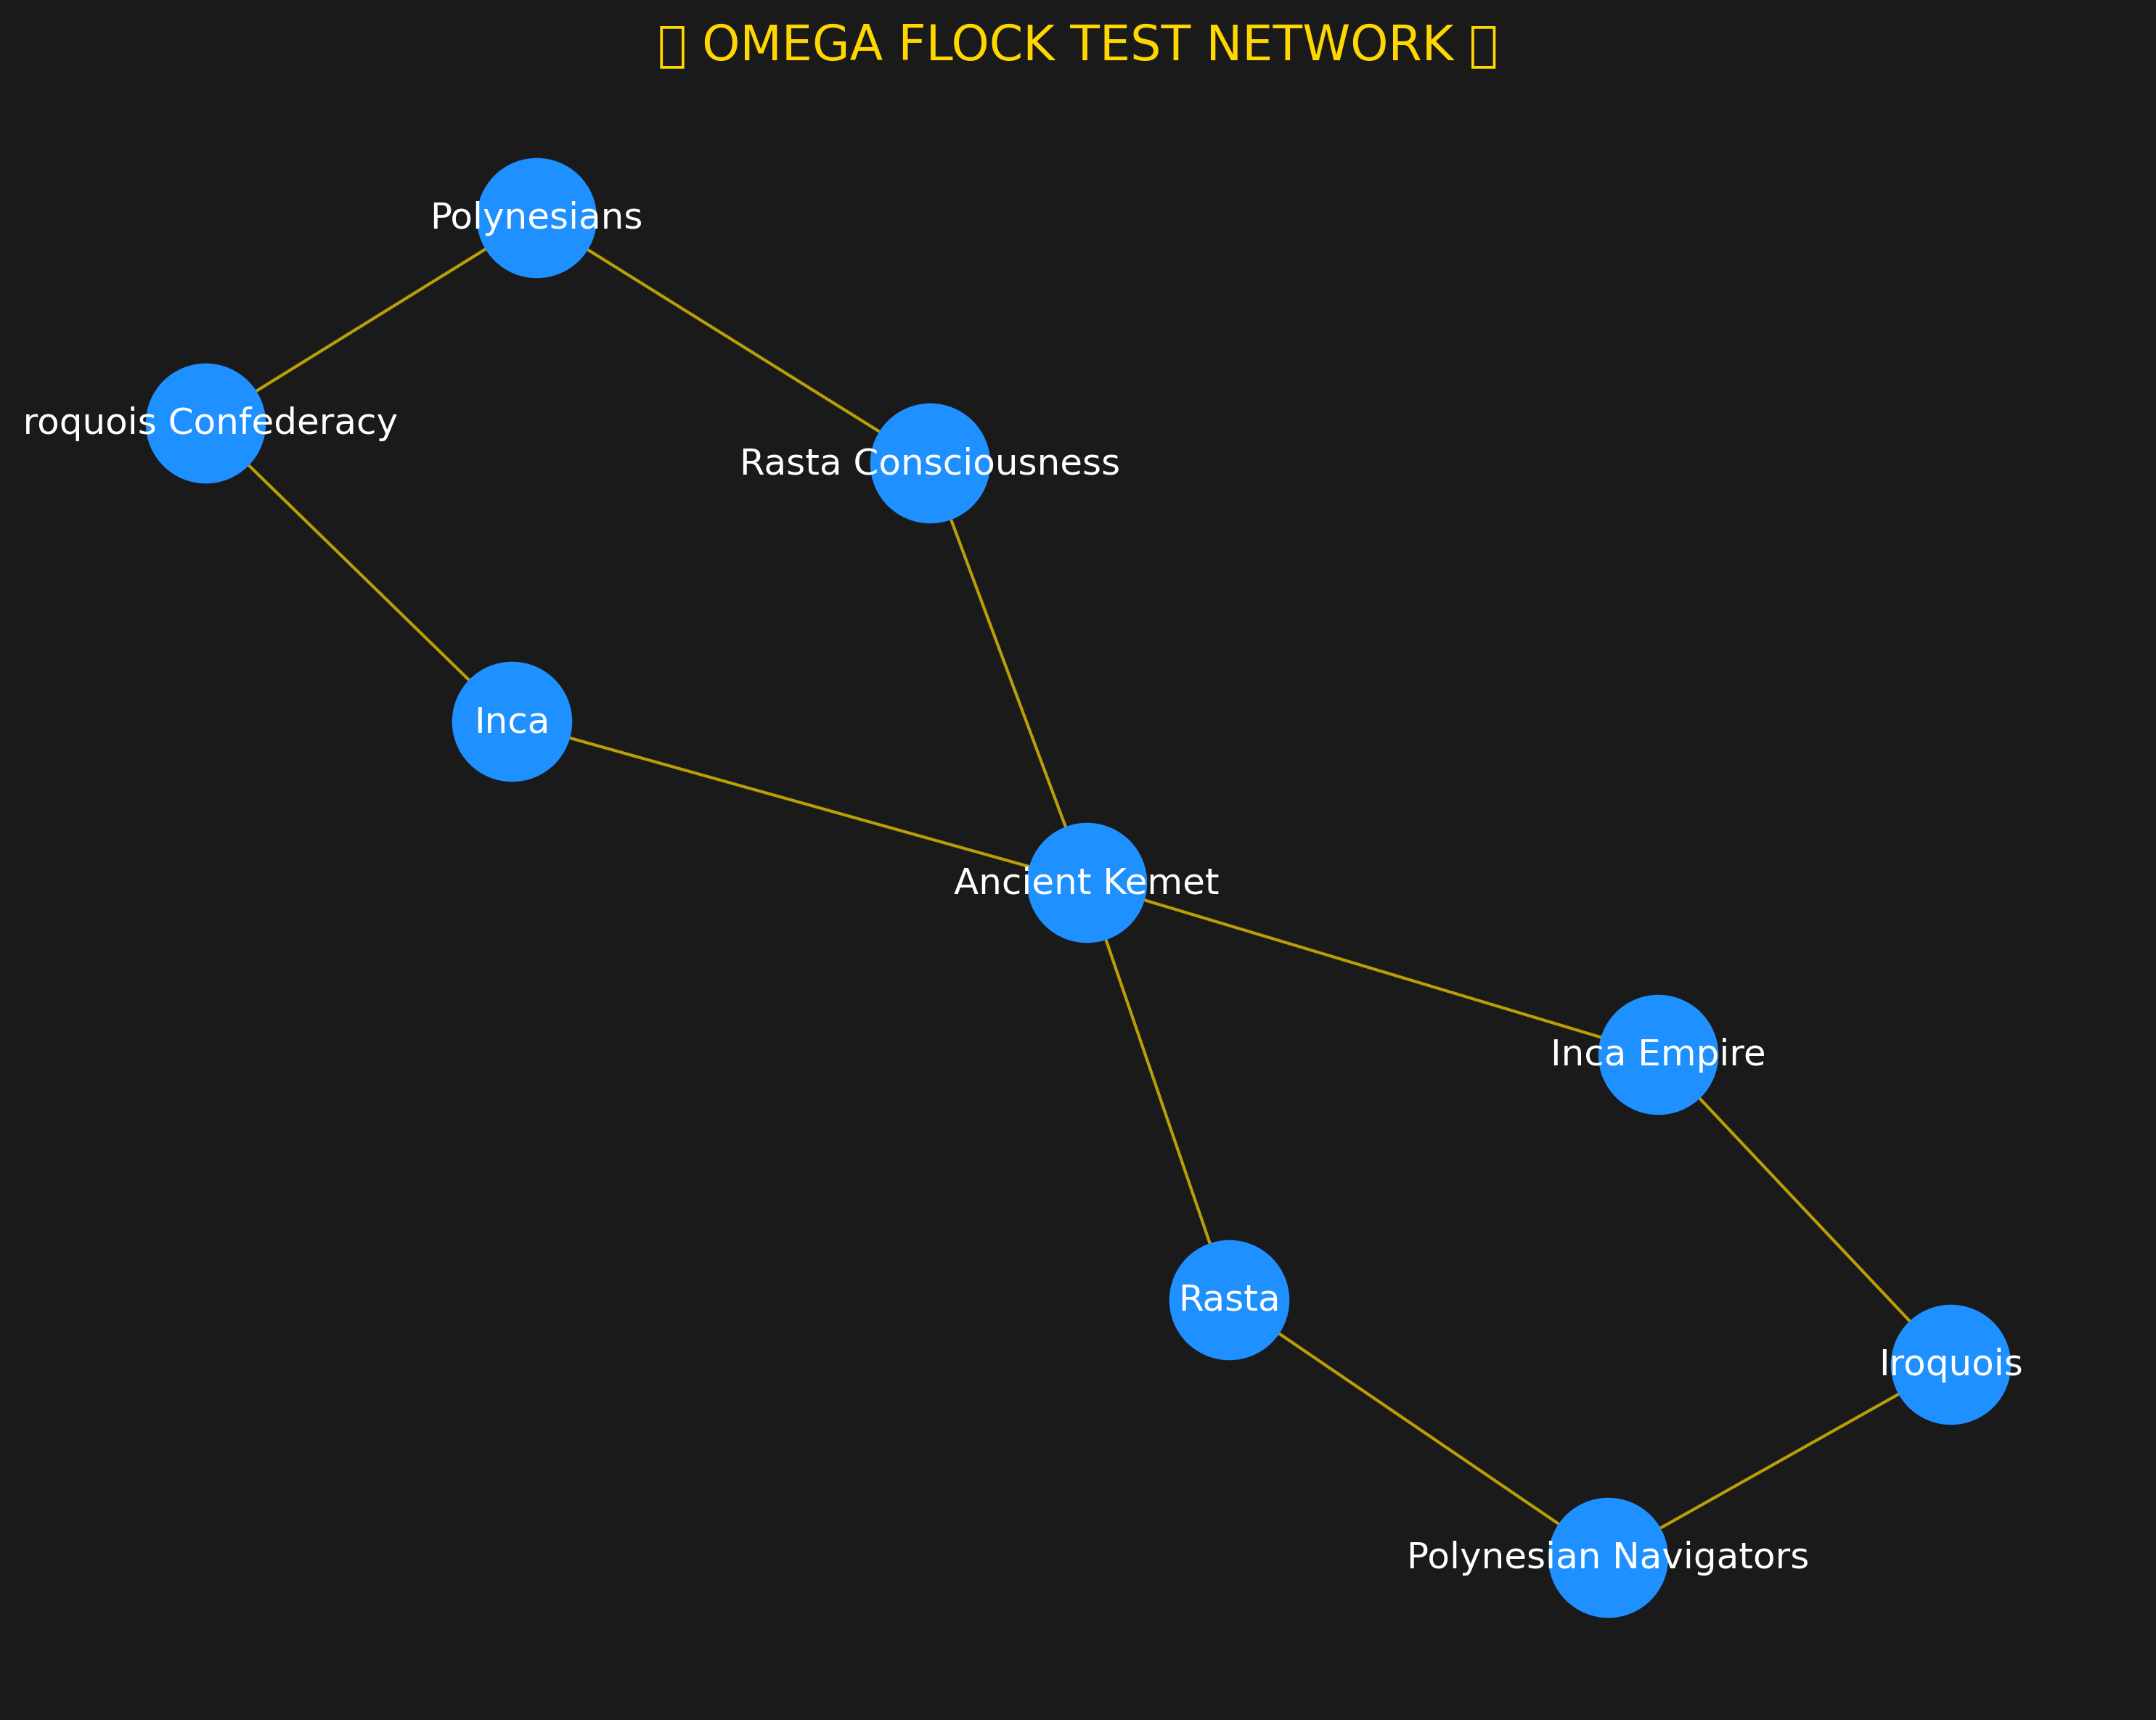 ▯ OMEGA FLOCK TEST NETWORK ▯
Polynesians
roquois Confederacy
Rasta Consciousness
Inca
Ancient Kemet
Inca Empire
Rasta
Iroquois
Polynesian Navigators